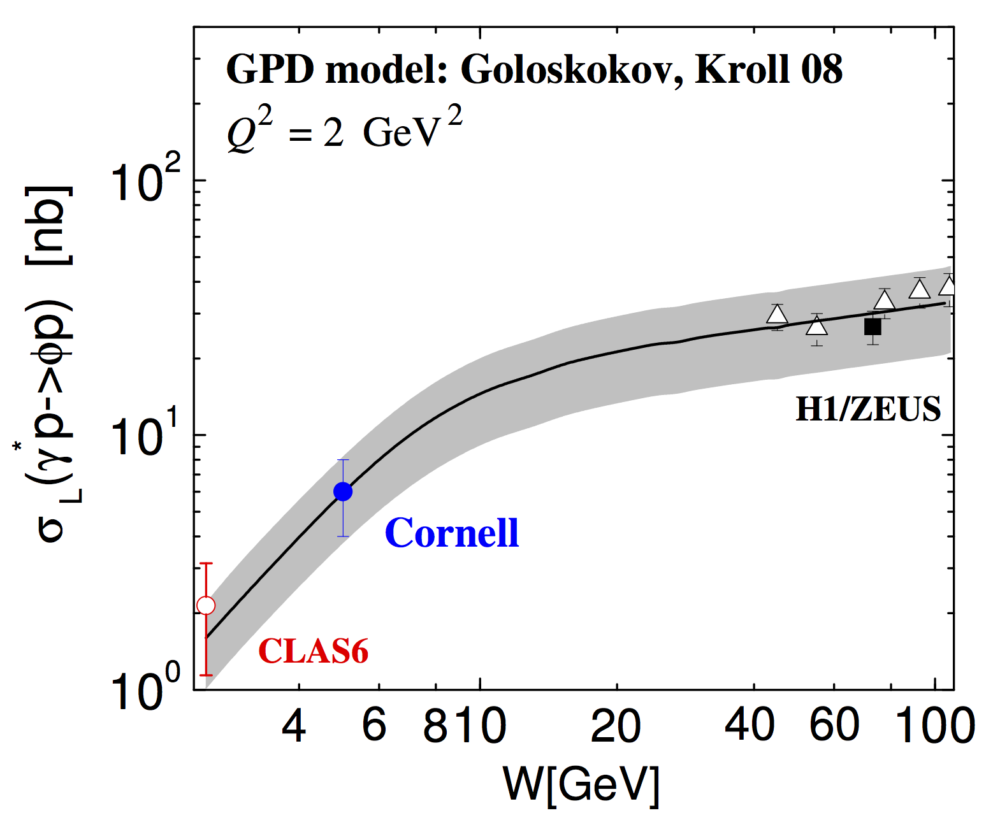 GPD model: Goloskokov, Kroll 08
Q² = 2 GeV²
10²
10¹
10⁰
σ_L (γ* p->ϕp) [nb]
H1/ZEUS
Cornell
CLAS6
4 6 8 10 20 40 60 100
W[GeV]